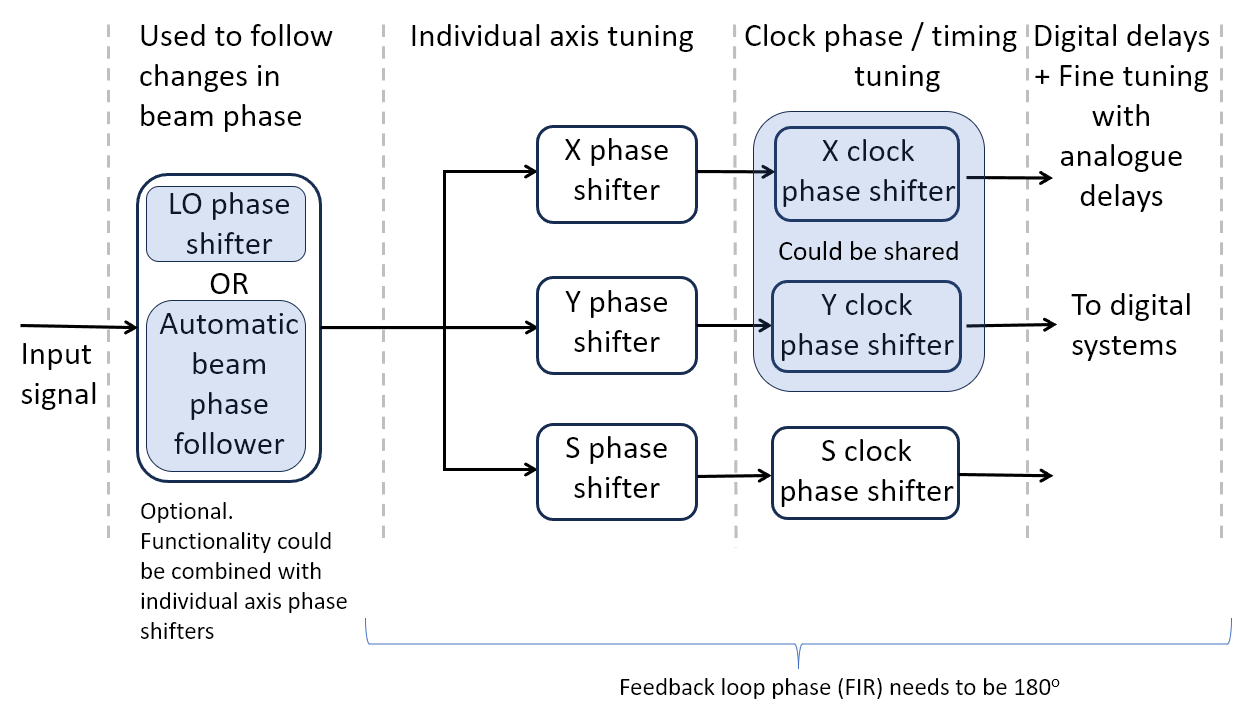 Used to follow
changes in
beam phase
Individual axis tuning
Clock phase / timing
tuning
Digital delays
+ Fine tuning
with
analogue
delays
Input
signal
LO phase
shifter
OR
Automatic
beam
phase
follower
Optional.
Functionality could
be combined with
individual axis phase
shifters
X phase
shifter
Y phase
shifter
S phase
shifter
X clock
phase shifter
Could be shared
Y clock
phase shifter
S clock
phase shifter
To digital
systems
Feedback loop phase (FIR) needs to be 180º